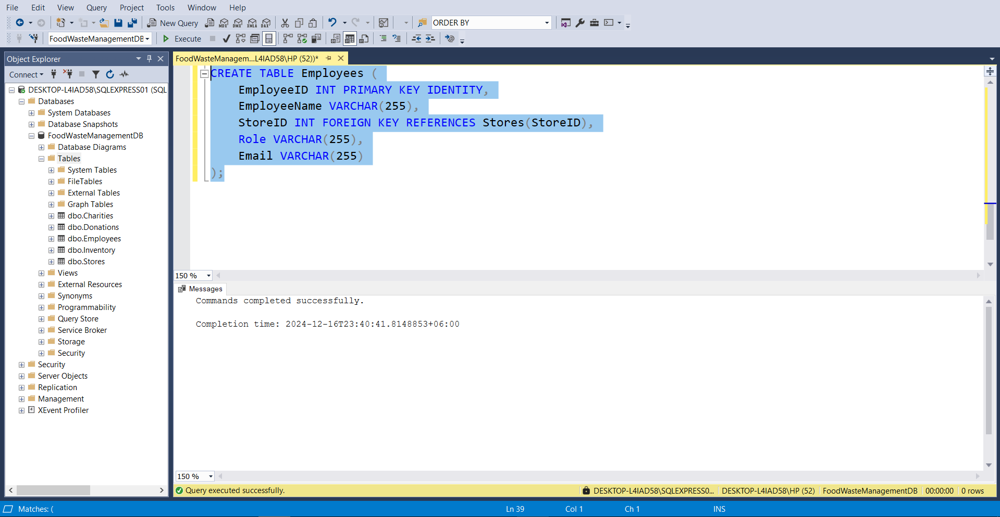 File Edit View Query Project Tools Window Help
New Query MDX DMX XMLA DAX ORDER BY
FoodWasteManagementDB Execute
Object Explorer
Connect
DESKTOP-L4IAD58\SQLEXPRESS01 (SQL
Databases
System Databases
Database Snapshots
FoodWasteManagementDB
Database Diagrams
Tables
System Tables
FileTables
External Tables
Graph Tables
dbo.Charities
dbo.Donations
dbo.Employees
dbo.Inventory
dbo.Stores
Views
External Resources
Synonyms
Programmability
Query Store
Service Broker
Storage
Security
Security
Server Objects
Replication
Management
XEvent Profiler
FoodWasteManagem...L4IAD58\HP (52))*
CREATE TABLE Employees (
EmployeeID INT PRIMARY KEY IDENTITY,
EmployeeName VARCHAR(255),
StoreID INT FOREIGN KEY REFERENCES Stores(StoreID),
Role VARCHAR(255),
Email VARCHAR(255)
);
150 %
Messages
Commands completed successfully.
Completion time: 2024-12-16T23:40:41.8148853+06:00
150 %
Query executed successfully. DESKTOP-L4IAD58\SQLEXPRESS0... DESKTOP-L4IAD58\HP (52) FoodWasteManagementDB 00:00:00 0 rows
Matches: ( Ln 39 Col 1 Ch 1 INS